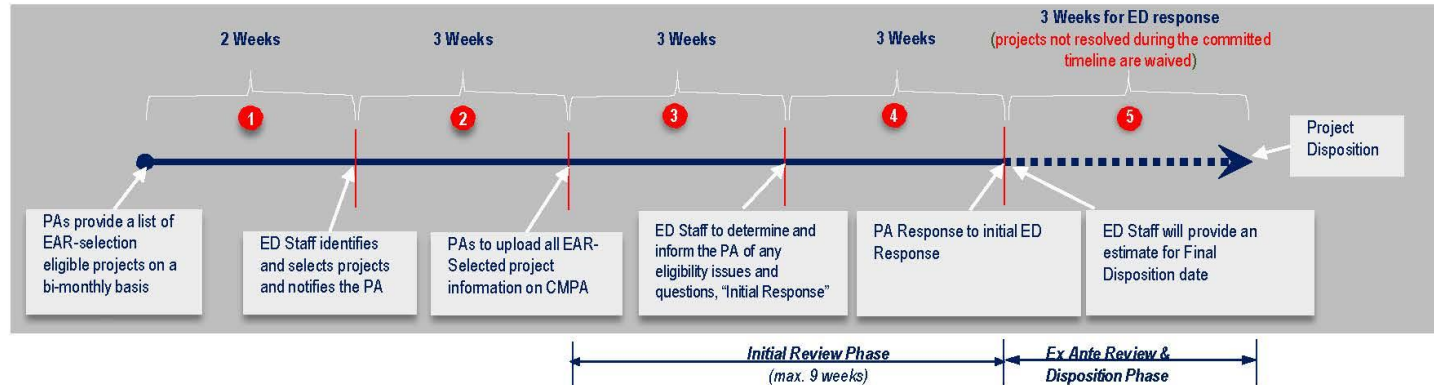 3 Weeks for ED response
(projects not resolved during the committed
timeline are waived)
2 Weeks
3 Weeks
3 Weeks
3 Weeks
1
2
3
4
5
Project
Disposition
PAs provide a list of
EAR-selection
eligible projects on a
bi-monthly basis
ED Staff identifies
and selects projects
and notifies the PA
PAs to upload all EAR-
Selected project
information on CMPA
ED Staff to determine and
inform the PA of any
eligibility issues and
questions, “Initial Response”
PA Response to initial ED
Response
ED Staff will provide an
estimate for Final
Disposition date
Initial Review Phase
(max. 9 weeks)
Ex Ante Review &
Disposition Phase